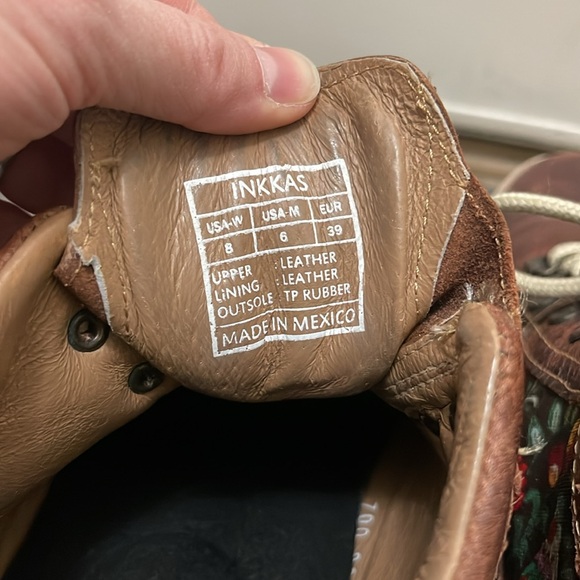 INKKAS
USA-W USA-M EUR
8 6 39
UPPER : LEATHER
LINING : LEATHER
OUTSOLE : TP RUBBER
MADE IN MEXICO